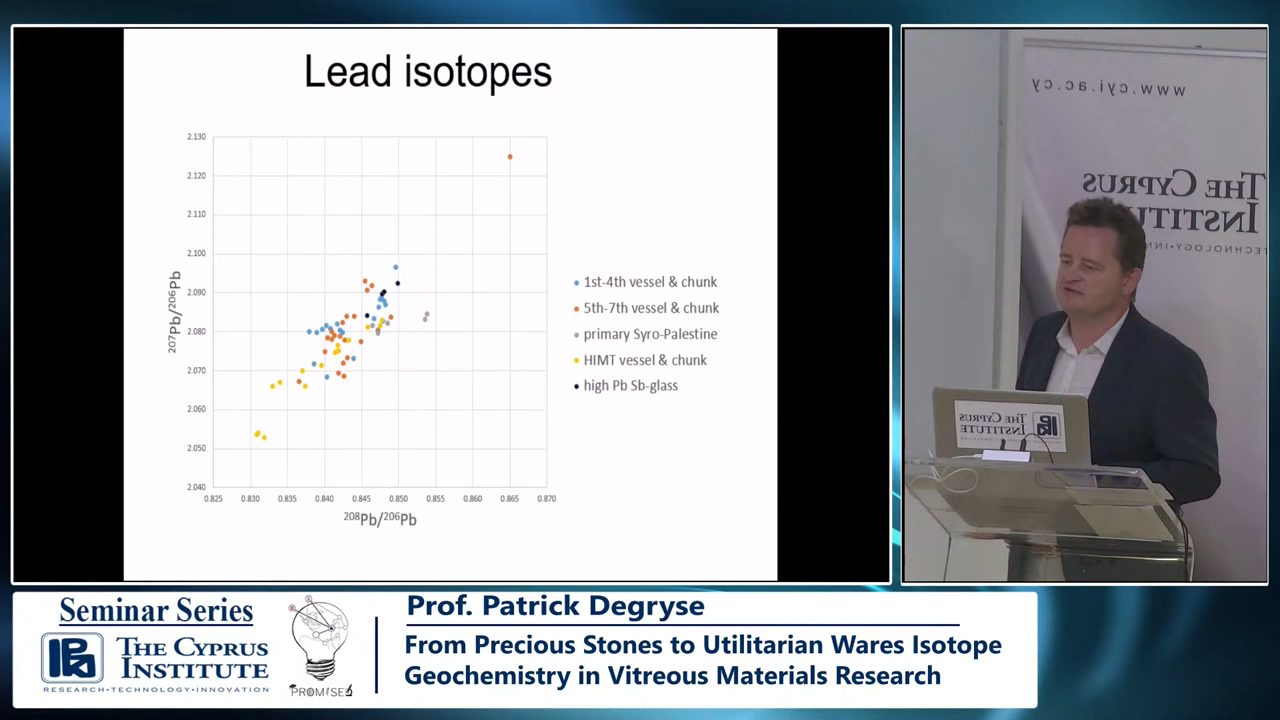 Lead isotopes
2.130
2.120
2.110
2.100
2.090
2.080
2.070
2.060
2.050
2.040
207Pb/206Pb
0.825 0.830 0.835 0.840 0.845 0.850 0.855 0.860 0.865 0.870
208Pb/206Pb
1st-4th vessel & chunk
5th-7th vessel & chunk
primary Syro-Palestine
HIMT vessel & chunk
high Pb Sb-glass
www.cyi.ac.cy
THE CYPRUS
INSTITUTE
THE CYPRUS
INSTITUTE
Seminar Series
THE CYPRUS
INSTITUTE
RESEARCH•TECHNOLOGY•INNOVATION
PROMISE
Prof. Patrick Degryse
From Precious Stones to Utilitarian Wares Isotope
Geochemistry in Vitreous Materials Research